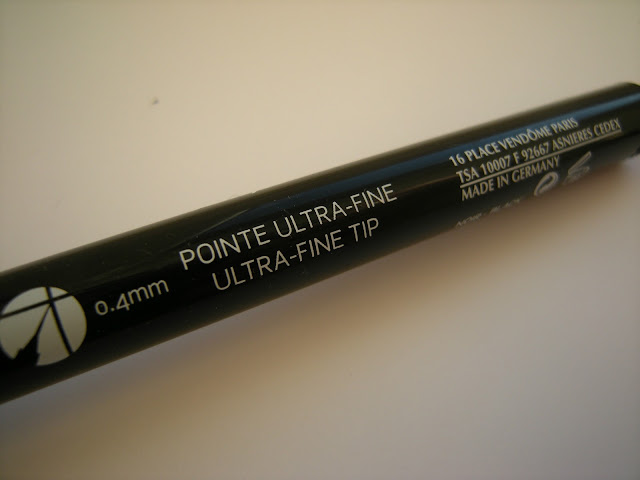 0.4mm
POINTE ULTRA-FINE
ULTRA-FINE TIP
16 PLACE VENDÔME PARIS
TSA 10007 F 92667 ASNIERES CEDEX
MADE IN GERMANY